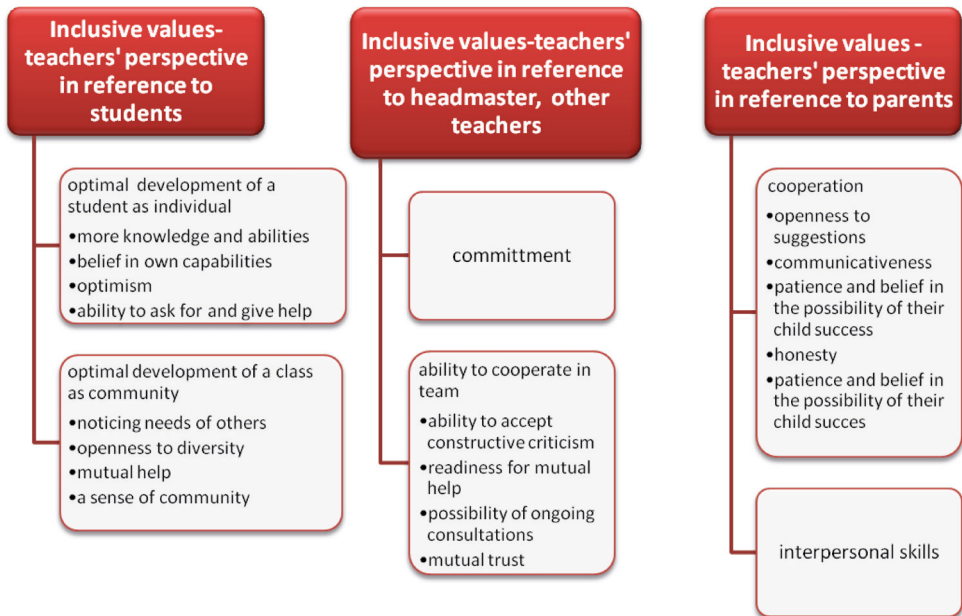 Inclusive values-
teachers' perspective
in reference to
students
optimal development of a
student as individual
•more knowledge and abilities
•belief in own capabilities
•optimism
•ability to ask for and give help
optimal development of a class
as community
•noticing needs of others
•openness to diversity
•mutual help
•a sense of community
Inclusive values-teachers'
perspective in reference
to headmaster, other
teachers
committment
ability to cooperate in
team
•ability to accept
constructive criticism
•readiness for mutual
help
•possibility of ongoing
consultations
•mutual trust
Inclusive values -
teachers' perspective
in reference to parents
cooperation
•openness to
suggestions
•communicativeness
•patience and belief in
the possibility of their
child success
•honesty
•patience and belief in
the possibility of their
child succes
interpersonal skills